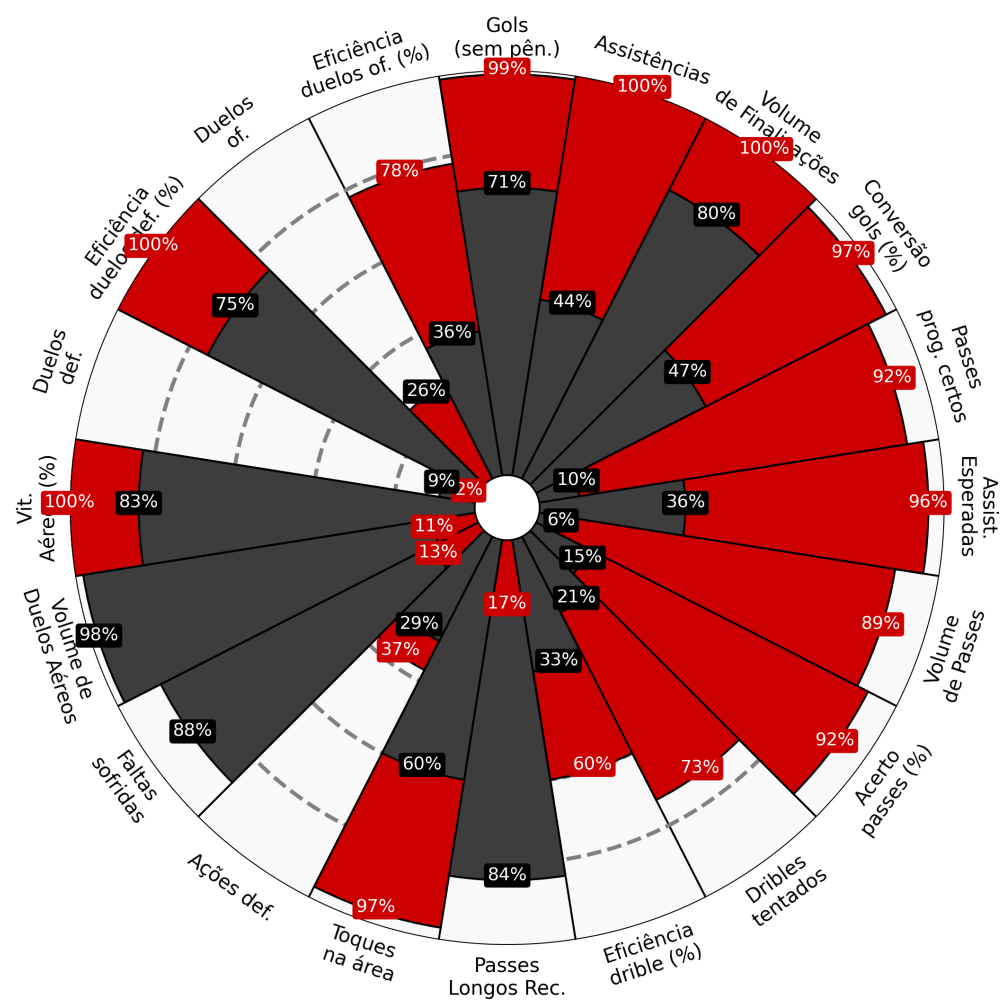 Gols
(sem pên.)
99%
71%
Assistências
100%
44%
Volume
de Finalizações
100%
80%
Conversão
gols (%)
97%
47%
Passes
prog. certos
92%
10%
Assist.
Esperadas
96%
36%
Volume
de Passes
89%
6%
Acerto
passes (%)
92%
15%
Dribles
tentados
73%
21%
Eficiência
drible (%)
60%
33%
Passes
Longos Rec.
84%
17%
Toques
na área
97%
60%
Ações def.
37%
29%
Faltas
sofridas
88%
13%
Volume de
Duelos Aéreos
98%
11%
Vit.
Aéreos (%)
100%
83%
Duelos
def.
9%
2%
Eficiência
duelos def. (%)
100%
75%
Duelos
of.
26%
Eficiência
duelos of. (%)
78%
36%